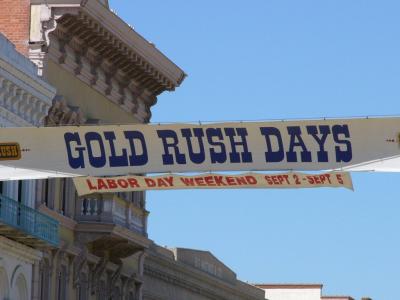 GOLD RUSH DAYS
LABOR DAY WEEKEND SEPT 2 - SEPT 5